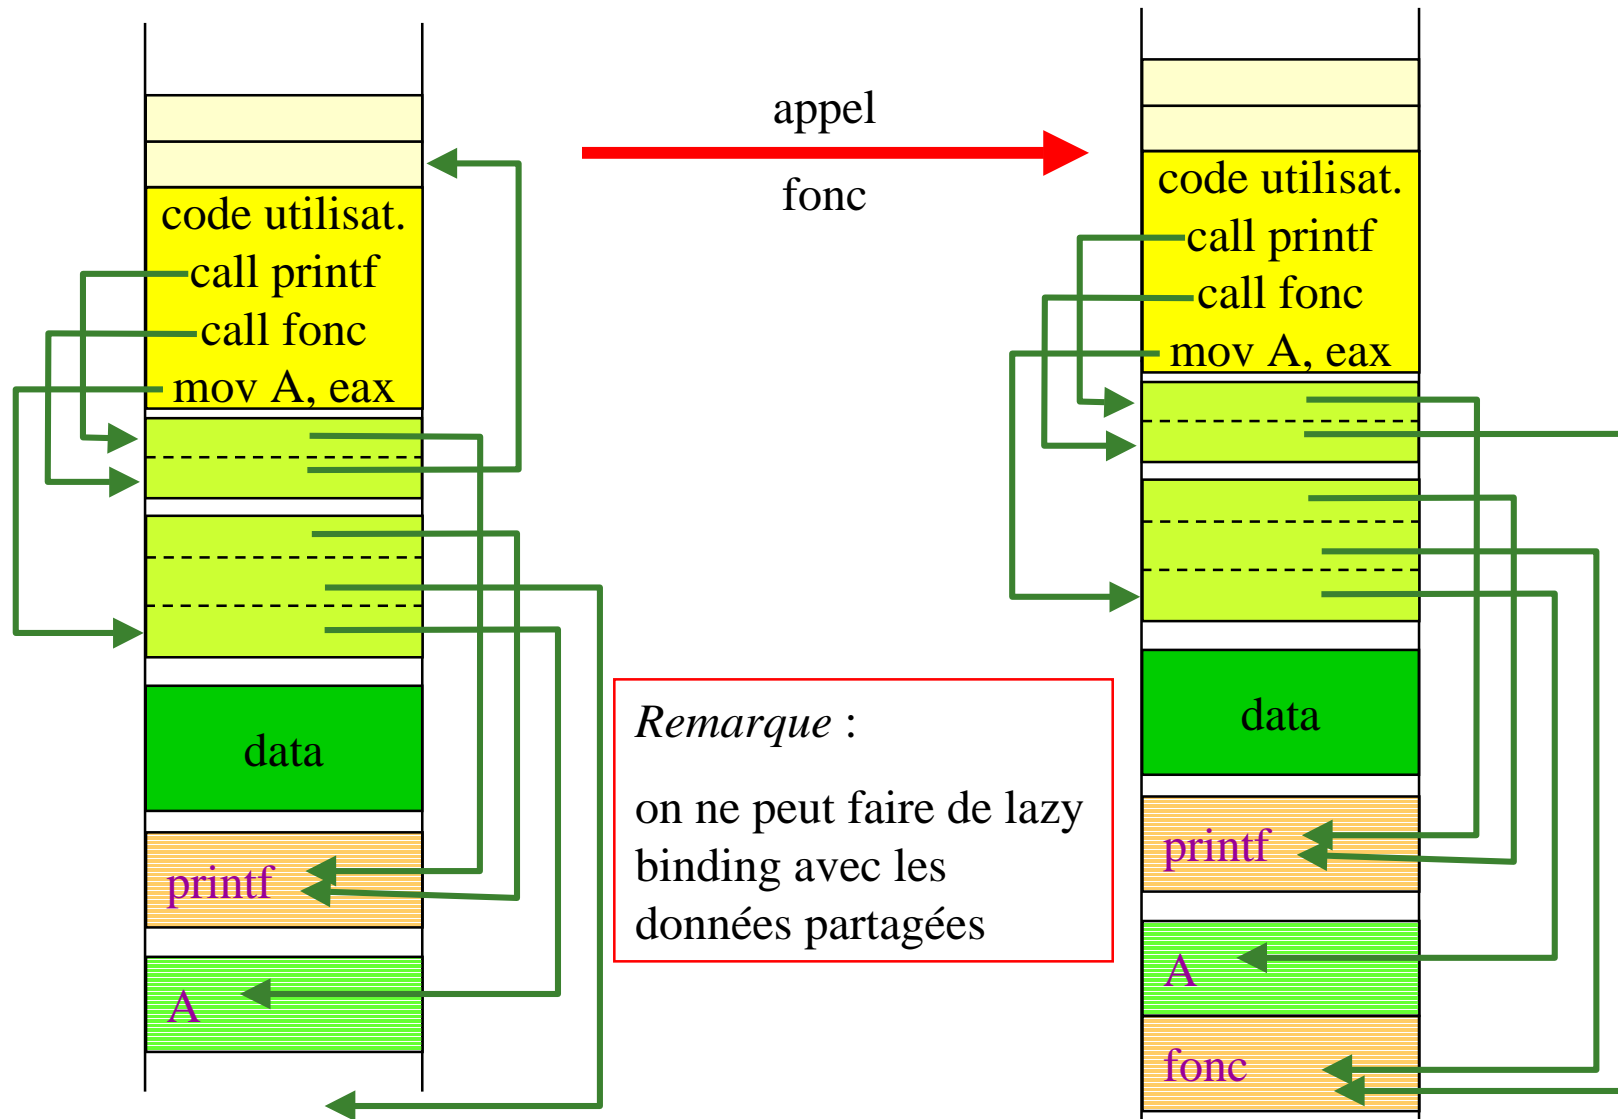 code utilisat.
call printf
call fonc
mov A, eax
data
printf
A
appel
fonc
Remarque :
on ne peut faire de lazy
binding avec les
données partagées
code utilisat.
call printf
call fonc
mov A, eax
data
printf
A
fonc